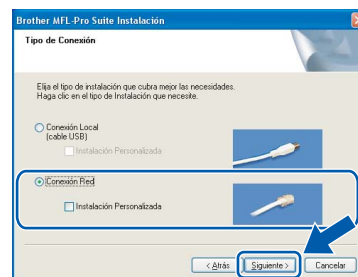 Brother MFL-Pro Suite Instalación
Tipo de Conexión
Elija el tipo de instalación que cubra mejor las necesidades.
Haga clic en el tipo de Instalación que necesite.
Conexión Local
(cable USB)
Instalación Personalizada
Conexión Red
Instalación Personalizada
< Atrás
Siguiente >
Cancelar